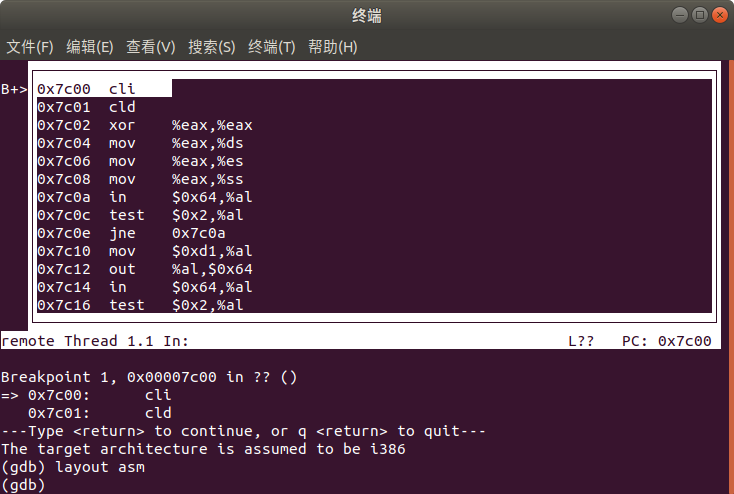 终端
文件(F) 编辑(E) 查看(V) 搜索(S) 终端(T) 帮助(H)
B+> 0x7c00  cli
0x7c01  cld
0x7c02  xor    %eax,%eax
0x7c04  mov    %eax,%ds
0x7c06  mov    %eax,%es
0x7c08  mov    %eax,%ss
0x7c0a  in     $0x64,%al
0x7c0c  test   $0x2,%al
0x7c0e  jne    0x7c0a
0x7c10  mov    $0xd1,%al
0x7c12  out    %al,$0x64
0x7c14  in     $0x64,%al
0x7c16  test   $0x2,%al
remote Thread 1.1 In:                                          L??   PC: 0x7c00
Breakpoint 1, 0x00007c00 in ?? ()
=> 0x7c00:      cli
   0x7c01:      cld
---Type <return> to continue, or q <return> to quit---
The target architecture is assumed to be i386
(gdb) layout asm
(gdb)